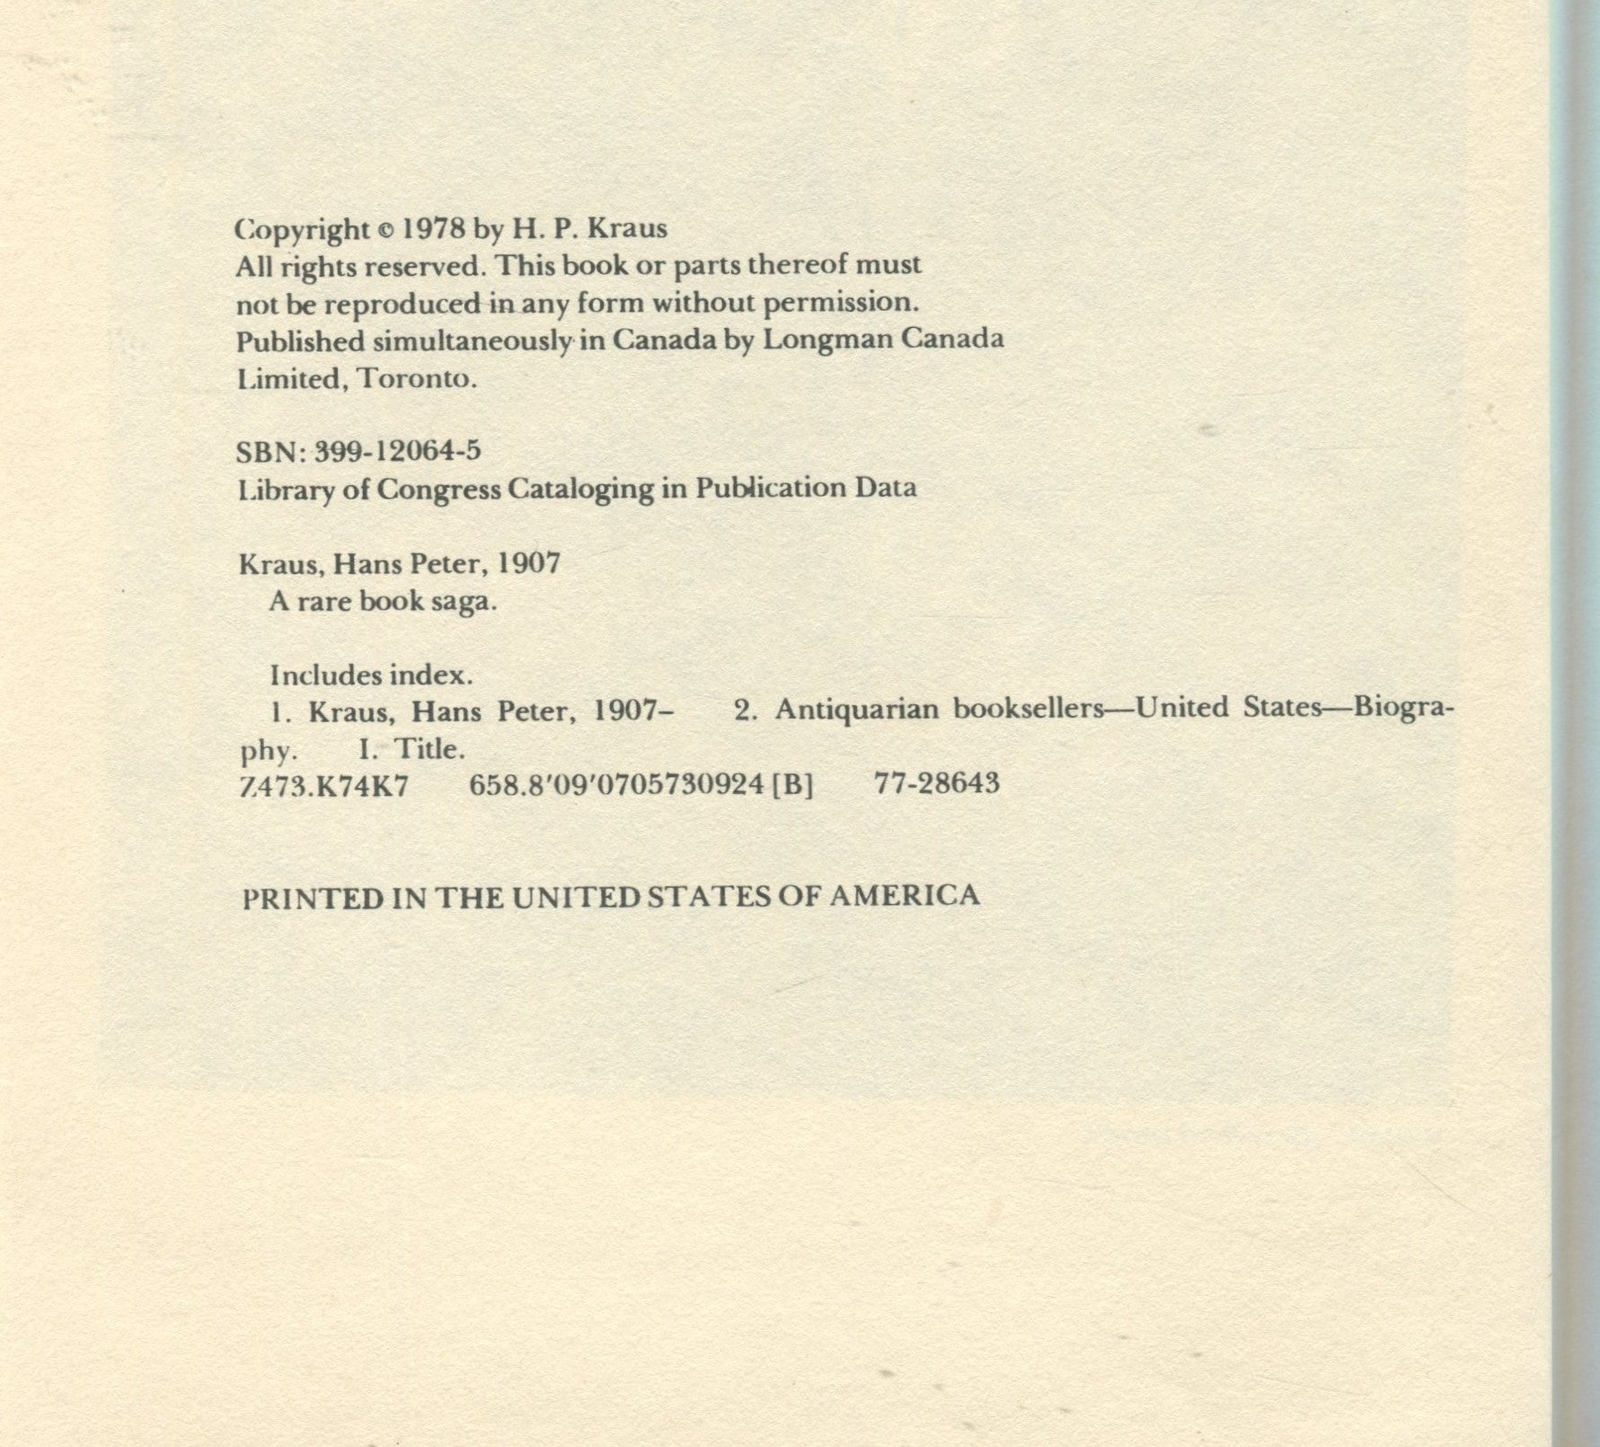 Copyright © 1978 by H. P. Kraus
All rights reserved. This book or parts thereof must
not be reproduced in any form without permission.
Published simultaneously in Canada by Longman Canada
Limited, Toronto.
SBN: 399-12064-5
Library of Congress Cataloging in Publication Data
Kraus, Hans Peter, 1907
A rare book saga.
Includes index.
1. Kraus, Hans Peter, 1907– 2. Antiquarian booksellers—United States—Biogra-
phy. I. Title.
Z473.K74K7 658.8'09'0705730924 [B] 77-28643
PRINTED IN THE UNITED STATES OF AMERICA